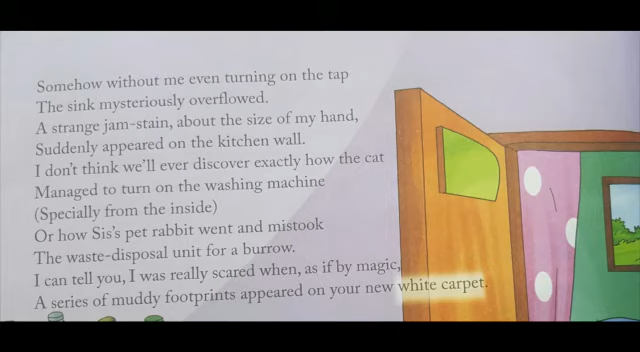 Somehow without me even turning on the tap
The sink mysteriously overflowed.
A strange jam-stain, about the size of my hand,
Suddenly appeared on the kitchen wall.
I don't think we'll ever discover exactly how the cat
Managed to turn on the washing machine
(Specially from the inside)
Or how Sis's pet rabbit went and mistook
The waste-disposal unit for a burrow.
I can tell you, I was really scared when, as if by magic,
A series of muddy footprints appeared on your new white carpet.